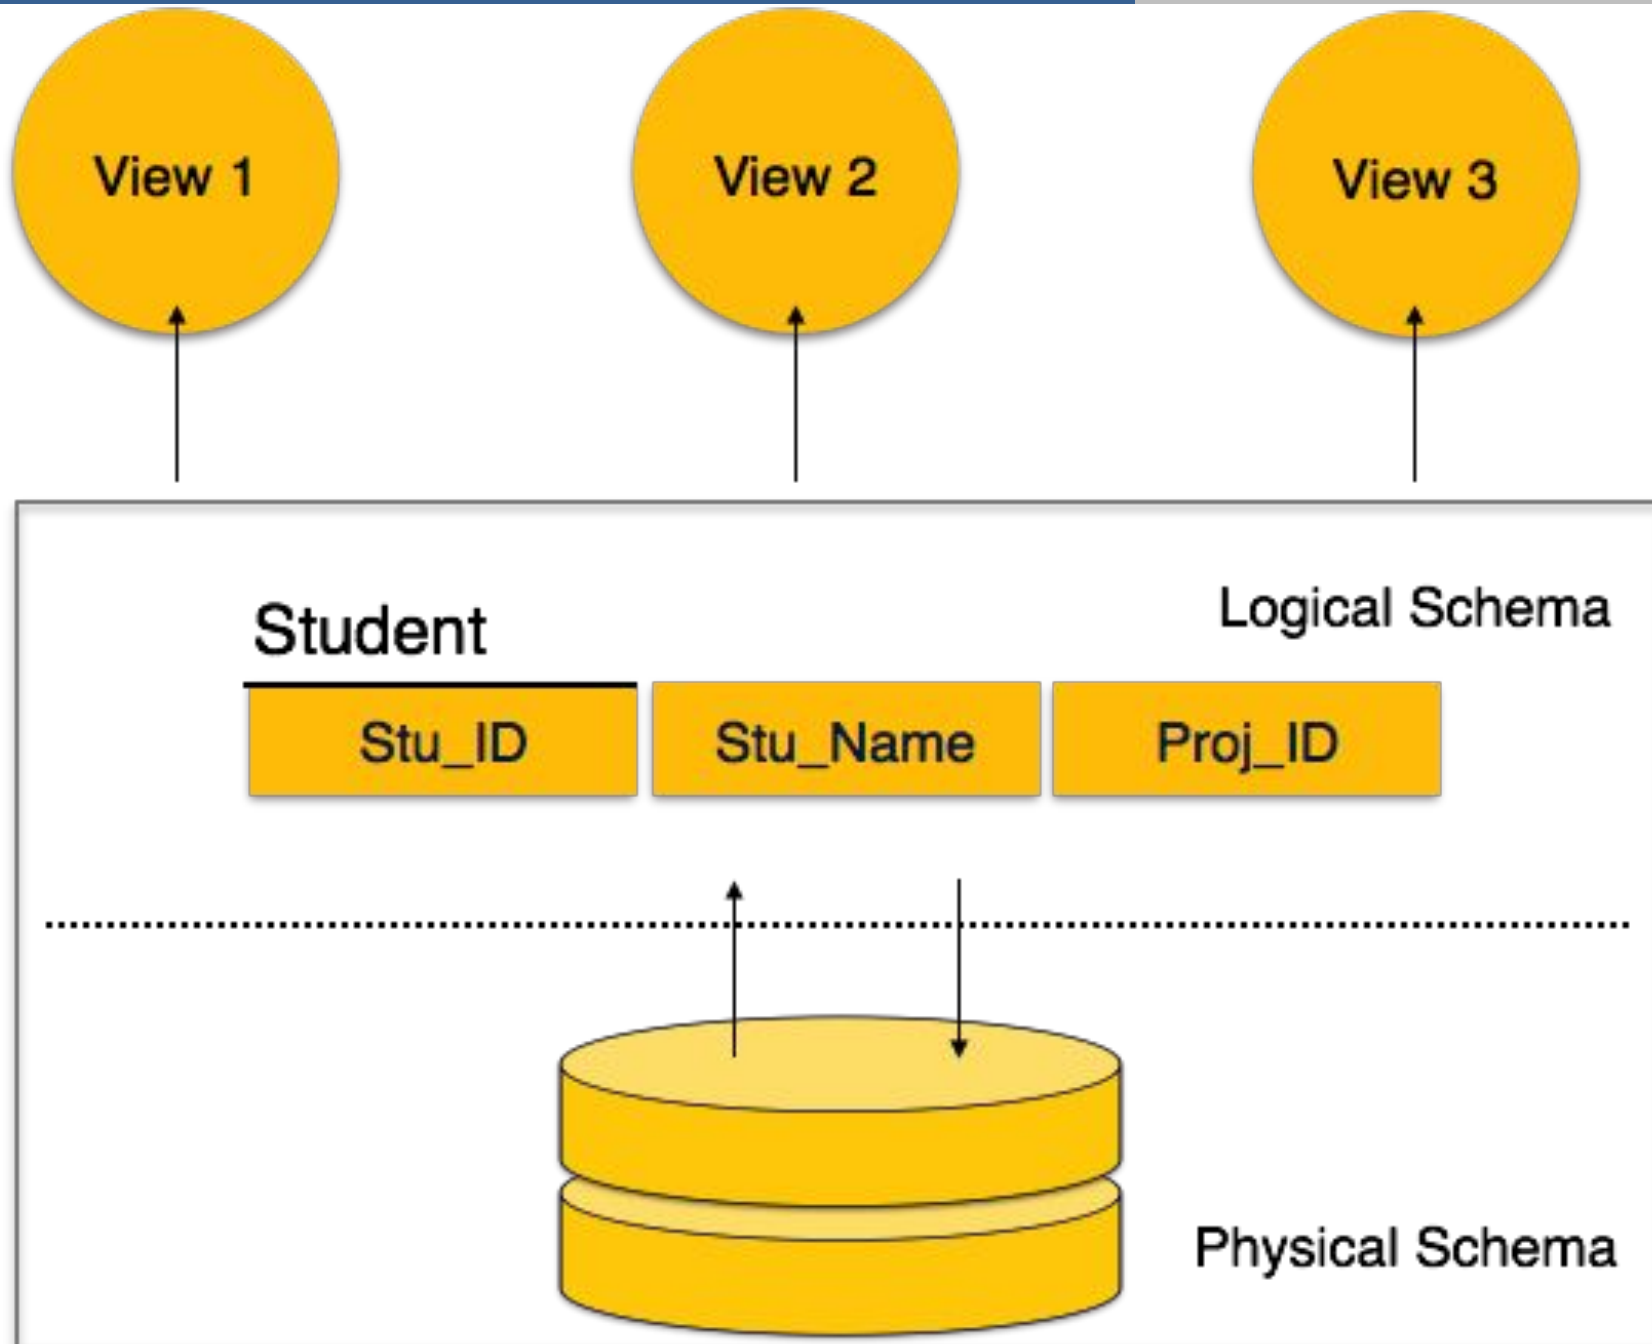 View 1
View 2
View 3
Logical Schema
Student
Stu_ID
Stu_Name
Proj_ID
Physical Schema